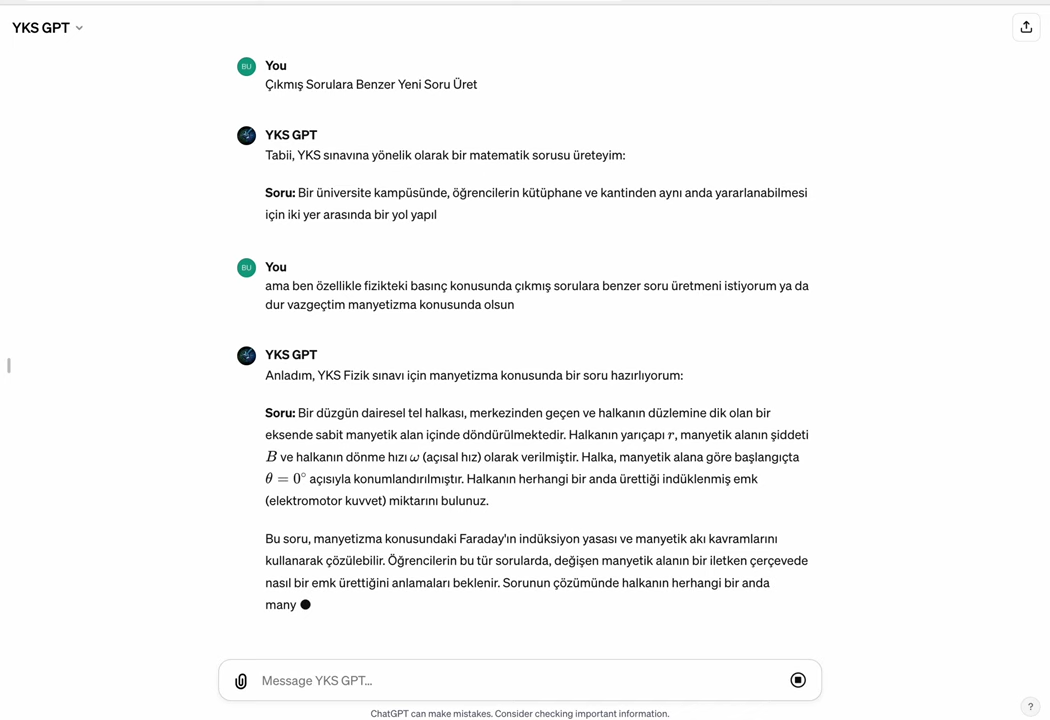 YKS GPT
BU
You
Çıkmış Sorulara Benzer Yeni Soru Üret
YKS GPT
Tabii, YKS sınavına yönelik olarak bir matematik sorusu üreteyim:
Soru: Bir üniversite kampüsünde, öğrencilerin kütüphane ve kantinden aynı anda yararlanabilmesi
için iki yer arasında bir yol yapıl
BU
You
ama ben özellikle fizikteki basınç konusunda çıkmış sorulara benzer soru üretmeni istiyorum ya da
dur vazgeçtim manyetizma konusunda olsun
YKS GPT
Anladım, YKS Fizik sınavı için manyetizma konusunda bir soru hazırlıyorum:
Soru: Bir düzgün dairesel tel halkası, merkezinden geçen ve halkanın düzlemine dik olan bir
eksende sabit manyetik alan içinde döndürülmektedir. Halkanın yarıçapı r, manyetik alanın şiddeti
B ve halkanın dönme hızı ω (açısal hız) olarak verilmiştir. Halka, manyetik alana göre başlangıçta
θ = 0° açısıyla konumlandırılmıştır. Halkanın herhangi bir anda ürettiği indüklenmiş emk
(elektromotor kuvvet) miktarını bulunuz.
Bu soru, manyetizma konusundaki Faraday'ın indüksiyon yasası ve manyetik akı kavramlarını
kullanarak çözülebilir. Öğrencilerin bu tür sorularda, değişen manyetik alanın bir iletken çerçevede
nasıl bir emk ürettiğini anlamaları beklenir. Sorunun çözümünde halkanın herhangi bir anda
many
Message YKS GPT...
ChatGPT can make mistakes. Consider checking important information.
?